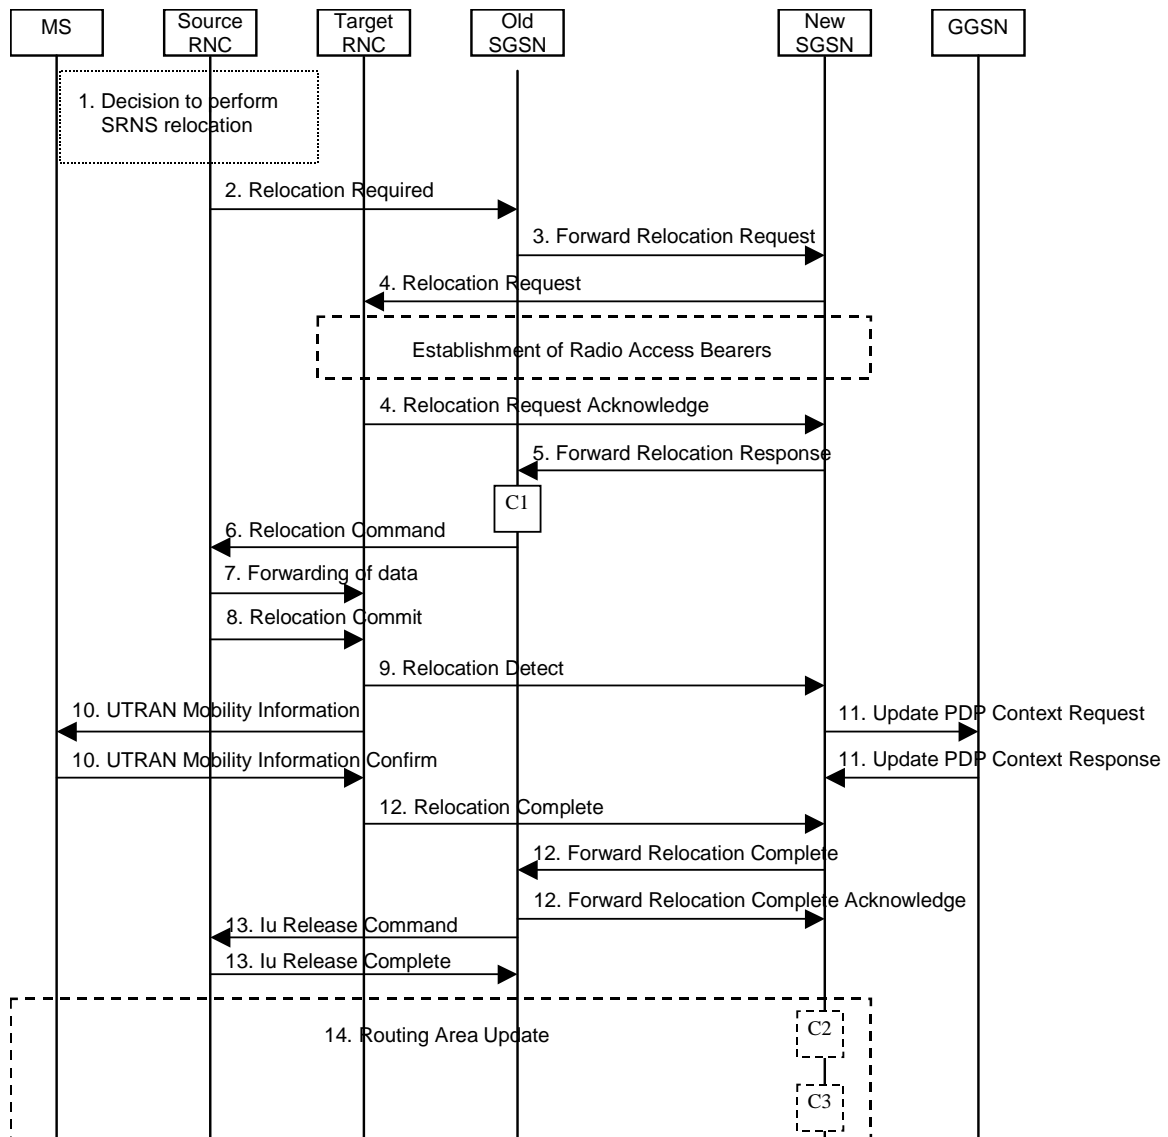 MS
Source
RNC
Target
RNC
Old
SGSN
New
SGSN
GGSN
1. Decision to perform
SRNS relocation
2. Relocation Required
3. Forward Relocation Request
4. Relocation Request
Establishment of Radio Access Bearers
4. Relocation Request Acknowledge
5. Forward Relocation Response
C1
6. Relocation Command
7. Forwarding of data
8. Relocation Commit
9. Relocation Detect
10. UTRAN Mobility Information
11. Update PDP Context Request
10. UTRAN Mobility Information Confirm
11. Update PDP Context Response
12. Relocation Complete
12. Forward Relocation Complete
12. Forward Relocation Complete Acknowledge
13. Iu Release Command
13. Iu Release Complete
14. Routing Area Update
C2
C3